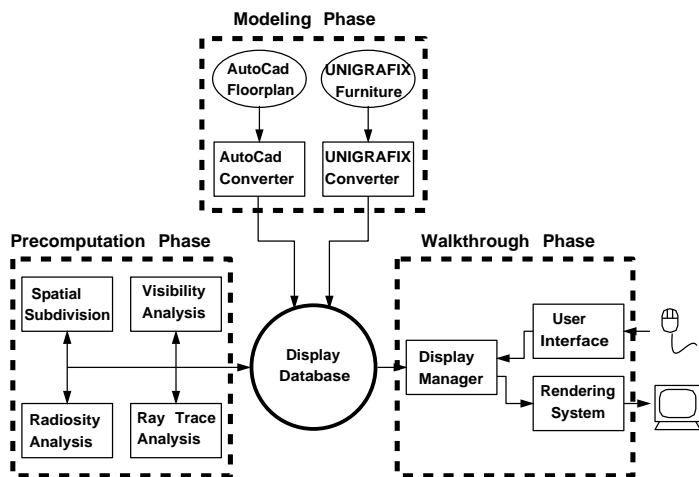 Modeling Phase
AutoCad
Floorplan
UNIGRAFIX
Furniture
AutoCad
Converter
UNIGRAFIX
Converter
Precomputation Phase
Spatial
Subdivision
Visibility
Analysis
Radiosity
Analysis
Ray Trace
Analysis
Display
Database
Walkthrough Phase
Display
Manager
User
Interface
Rendering
System